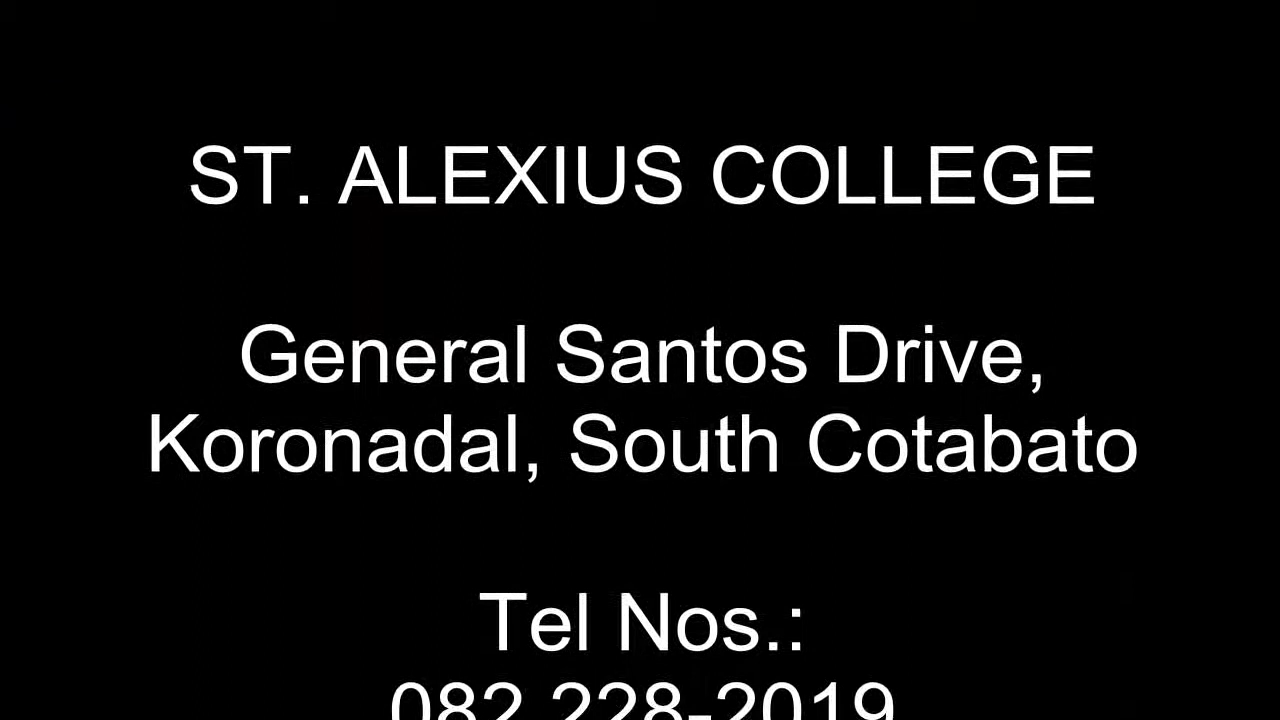 ST. ALEXIUS COLLEGE
General Santos Drive,
Koronadal, South Cotabato
Tel Nos.:
082 228-2019